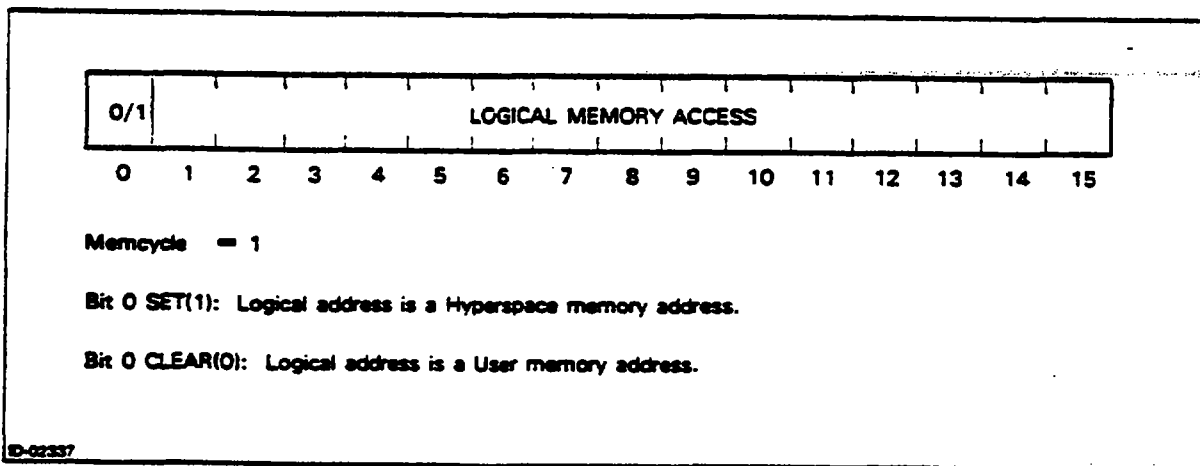 0/1 LOGICAL MEMORY ACCESS
0 1 2 3 4 5 6 7 8 9 10 11 12 13 14 15
Memcycle = 1
Bit 0 SET(1): Logical address is a Hyperspace memory address.
Bit 0 CLEAR(0): Logical address is a User memory address.
ID-02337